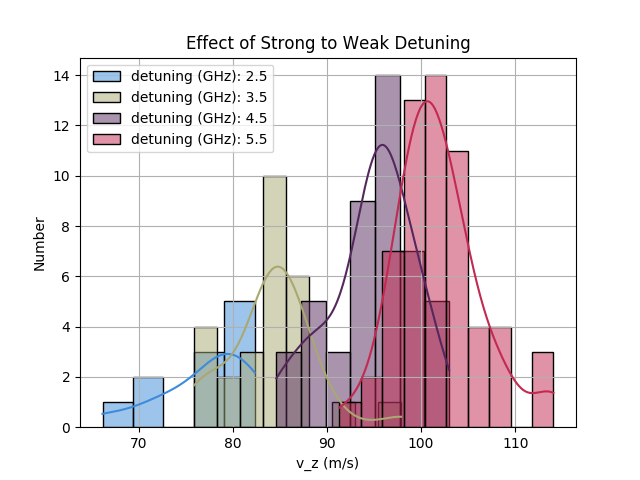 Effect of Strong to Weak Detuning
detuning (GHz): 2.5
detuning (GHz): 3.5
detuning (GHz): 4.5
detuning (GHz): 5.5
14
12
10
8
6
4
2
0
Number
70 80 90 100 110
v_z (m/s)